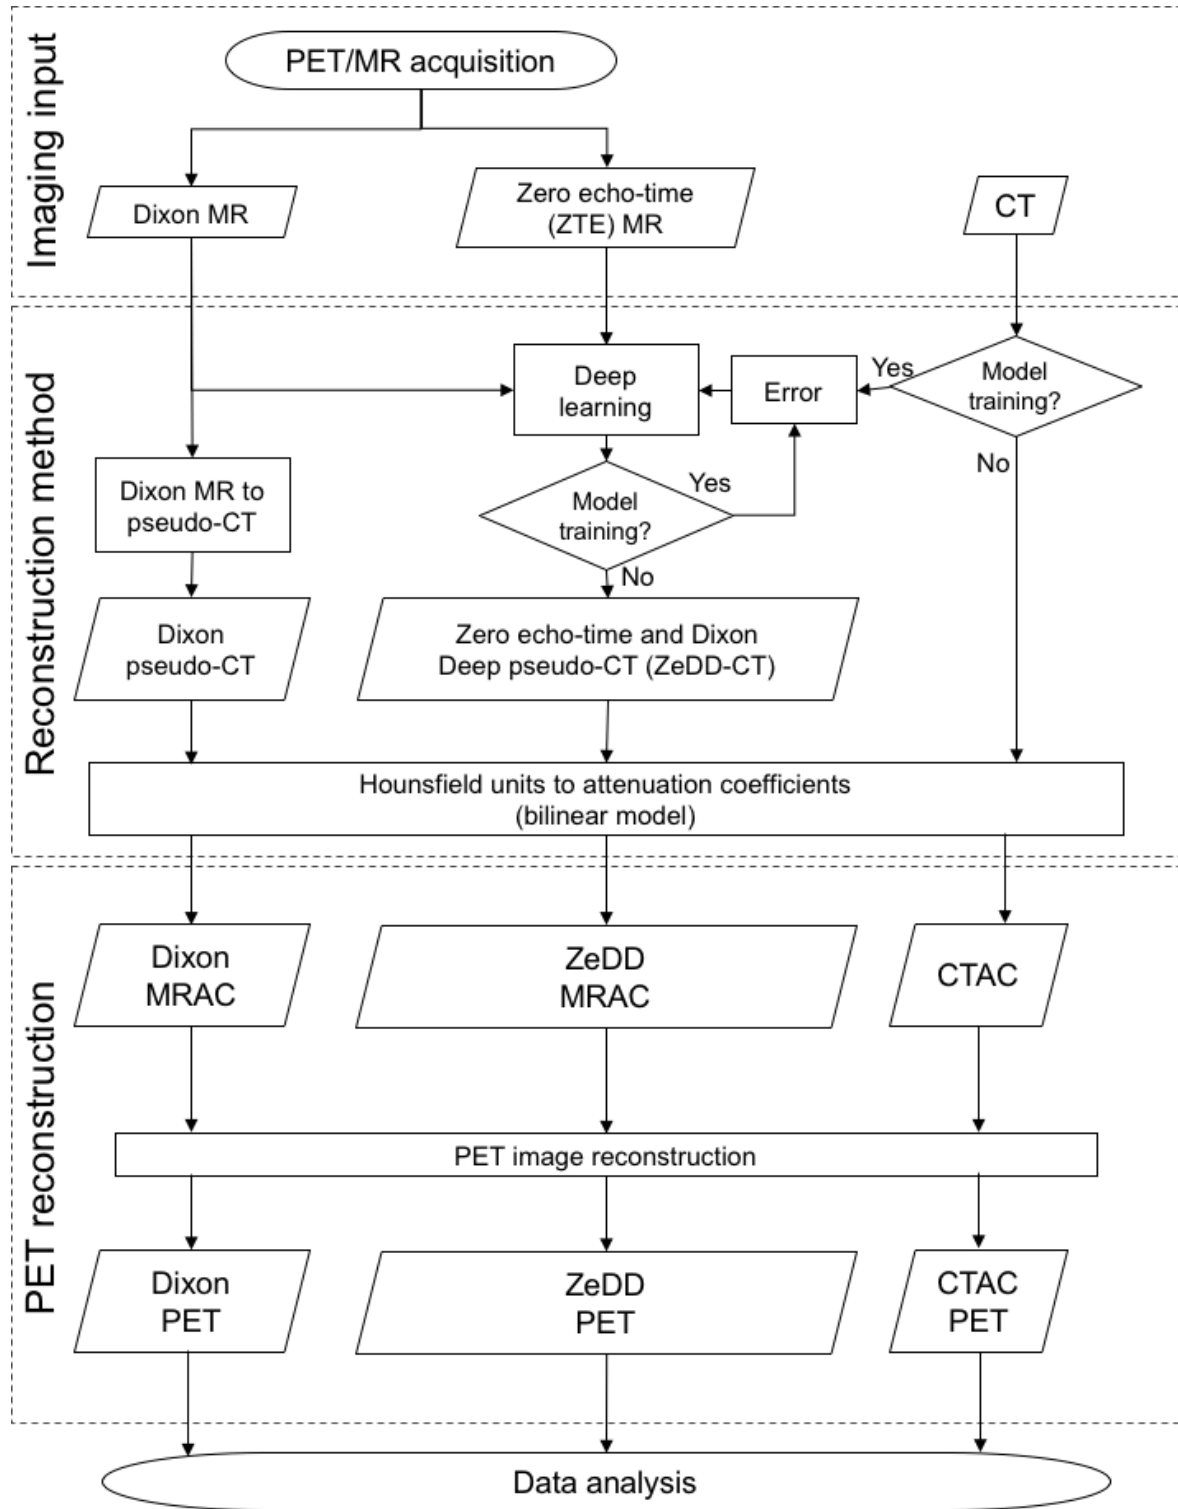 Imaging input
PET/MR acquisition
Dixon MR
Zero echo-time
(ZTE) MR
CT
Reconstruction method
Deep
learning
Error
Yes
Model
training?
No
Dixon MR to
pseudo-CT
Model
training?
Yes
No
Dixon
pseudo-CT
Zero echo-time and Dixon
Deep pseudo-CT (ZeDD-CT)
Hounsfield units to attenuation coefficients
(bilinear model)
PET reconstruction
Dixon
MRAC
ZeDD
MRAC
CTAC
PET image reconstruction
Dixon
PET
ZeDD
PET
CTAC
PET
Data analysis